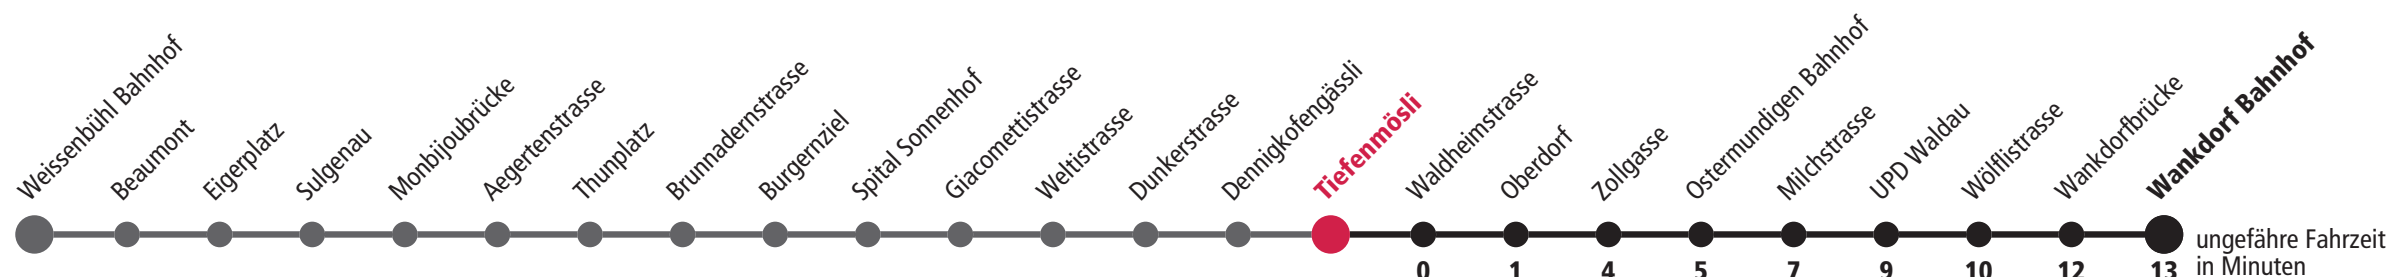 Weissenbühl Bahnhof
Beaumont
Eigerplatz
Sulgenau
Monbijoubrücke
Aegertenstrasse
Thunplatz
Brunnadernstrasse
Burgernziel
Spital Sonnenhof
Giacomettistrasse
Weltistrasse
Dunkerstrasse
Dennigkofengässli
Tiefenmösli
Waldheimstrasse
Oberdorf
Zollgasse
Ostermundigen Bahnhof
Milchstrasse
UPD Waldau
Wölflistrasse
Wankdorfbrücke
Wankdorf Bahnhof
ungefähre Fahrzeit
0 1 4 5 7 9 10 12 13 in Minuten